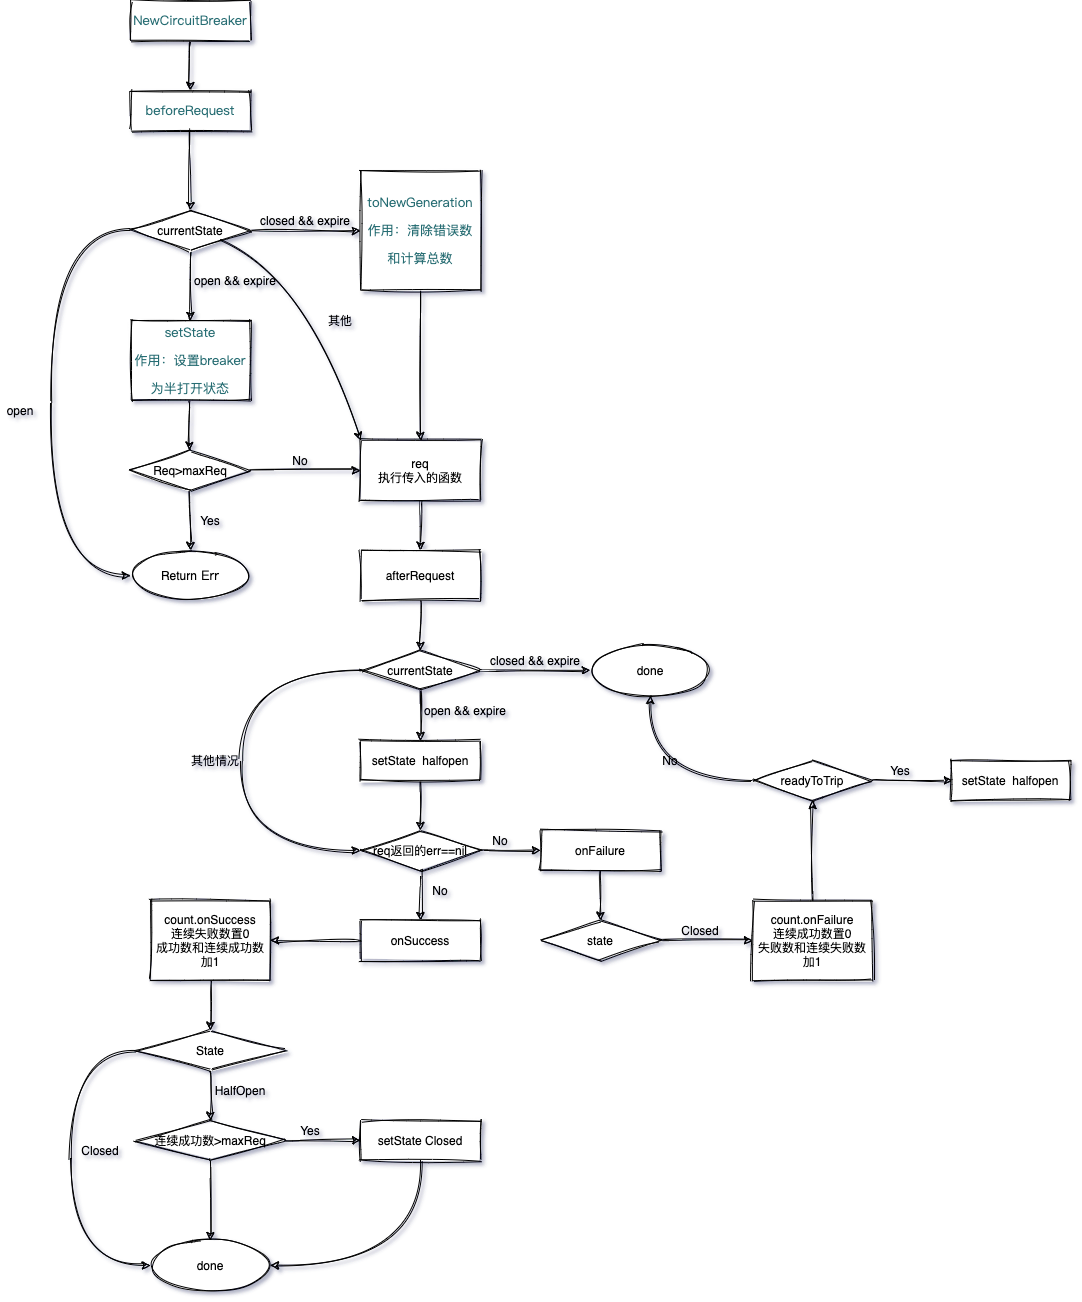 NewCircuitBreaker
beforeRequest
currentState
closed && expire
toNewGeneration
作用：清除错误数
和计算总数
open && expire
其他
setState
作用：设置breaker
为半打开状态
open
Req>maxReq
No
req
执行传入的函数
Yes
Return Err
afterRequest
currentState
closed && expire
done
open && expire
其他情况
setState halfopen
No
readyToTrip
Yes
setState halfopen
req返回的err==nil
No
onFailure
No
count.onSuccess
连续失败数置0
成功数和连续成功数
加1
onSuccess
state
Closed
count.onFailure
连续成功数置0
失败数和连续失败数
加1
State
HalfOpen
Closed
连续成功数>maxReq
Yes
setState Closed
done